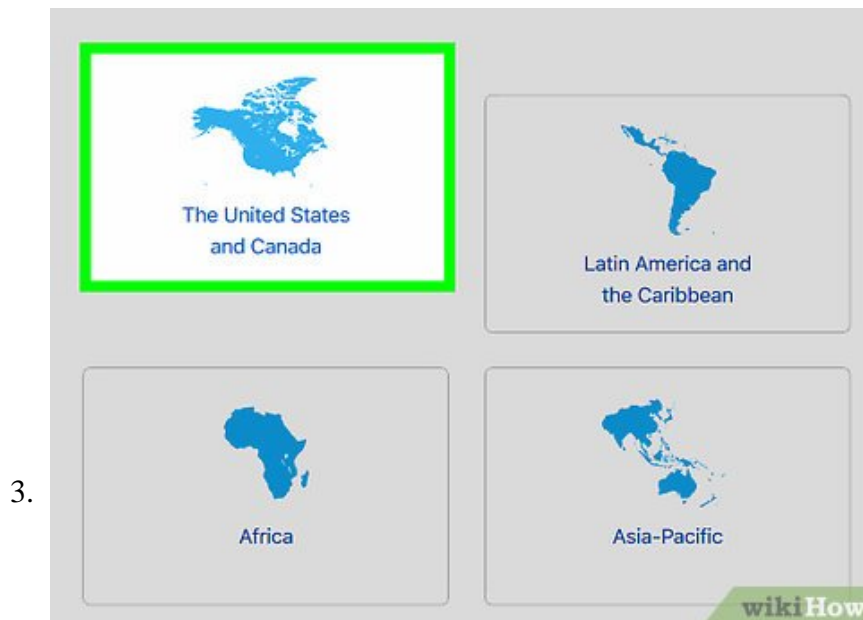 The United States
and Canada
Latin America and
the Caribbean
3.
Africa
Asia-Pacific
wikiHow